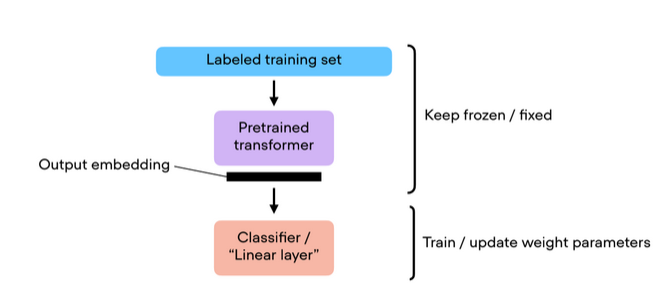 Labeled training set
Keep frozen / fixed
Pretrained
transformer
Output embedding
Classifier /
“Linear layer”
Train / update weight parameters